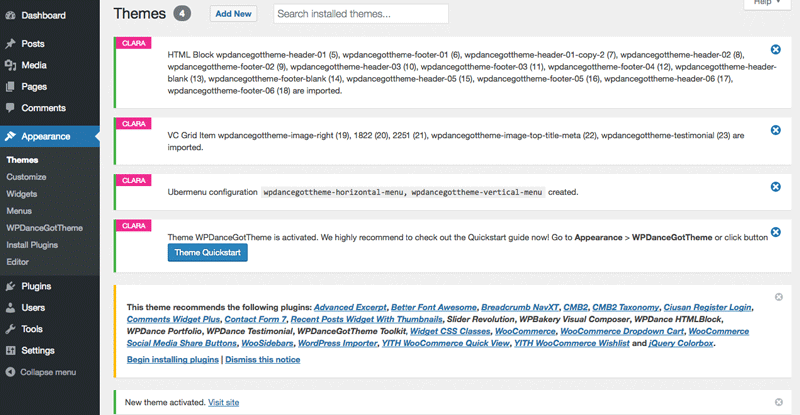 Dashboard
Posts
Media
Pages
Comments
Appearance
Themes
Customize
Widgets
Menus
WPDanceGotTheme
Install Plugins
Editor
Plugins
Users
Tools
Settings
Collapse menu
Help
Themes 4 Add New Search installed themes...
CLARA
HTML Block wpdancegottheme-header-01 (5), wpdancegottheme-footer-01 (6), wpdancegottheme-header-01-copy-2 (7), wpdancegottheme-header-02 (8),
wpdancegottheme-footer-02 (9), wpdancegottheme-header-03 (10), wpdancegottheme-footer-03 (11), wpdancegottheme-footer-04 (12), wpdancegottheme-header-
blank (13), wpdancegottheme-footer-blank (14), wpdancegottheme-header-05 (15), wpdancegottheme-footer-05 (16), wpdancegottheme-header-06 (17),
wpdancegottheme-footer-06 (18) are imported.
CLARA
VC Grid Item wpdancegottheme-image-right (19), 1822 (20), 2251 (21), wpdancegottheme-image-top-title-meta (22), wpdancegottheme-testimonial (23) are
imported.
CLARA
Ubermenu configuration wpdancegottheme-horizontal-menu, wpdancegottheme-vertical-menu created.
CLARA
Theme WPDanceGotTheme is activated. We highly recommend to check out the Quickstart guide now! Go to Appearance > WPDanceGotTheme or click button
Theme Quickstart
This theme recommends the following plugins: Advanced Excerpt, Better Font Awesome, Breadcrumb NavXT, CMB2, CMB2 Taxonomy, Ciusan Register Login,
Comments Widget Plus, Contact Form 7, Recent Posts Widget With Thumbnails, Slider Revolution, WPBakery Visual Composer, WPDance HTMLBlock,
WPDance Portfolio, WPDance Testimonial, WPDanceGotTheme Toolkit, Widget CSS Classes, WooCommerce, WooCommerce Dropdown Cart, WooCommerce
Social Media Share Buttons, WooSidebars, WordPress Importer, YITH WooCommerce Quick View, YITH WooCommerce Wishlist and jQuery Colorbox.
Begin installing plugins | Dismiss this notice
New theme activated. Visit site